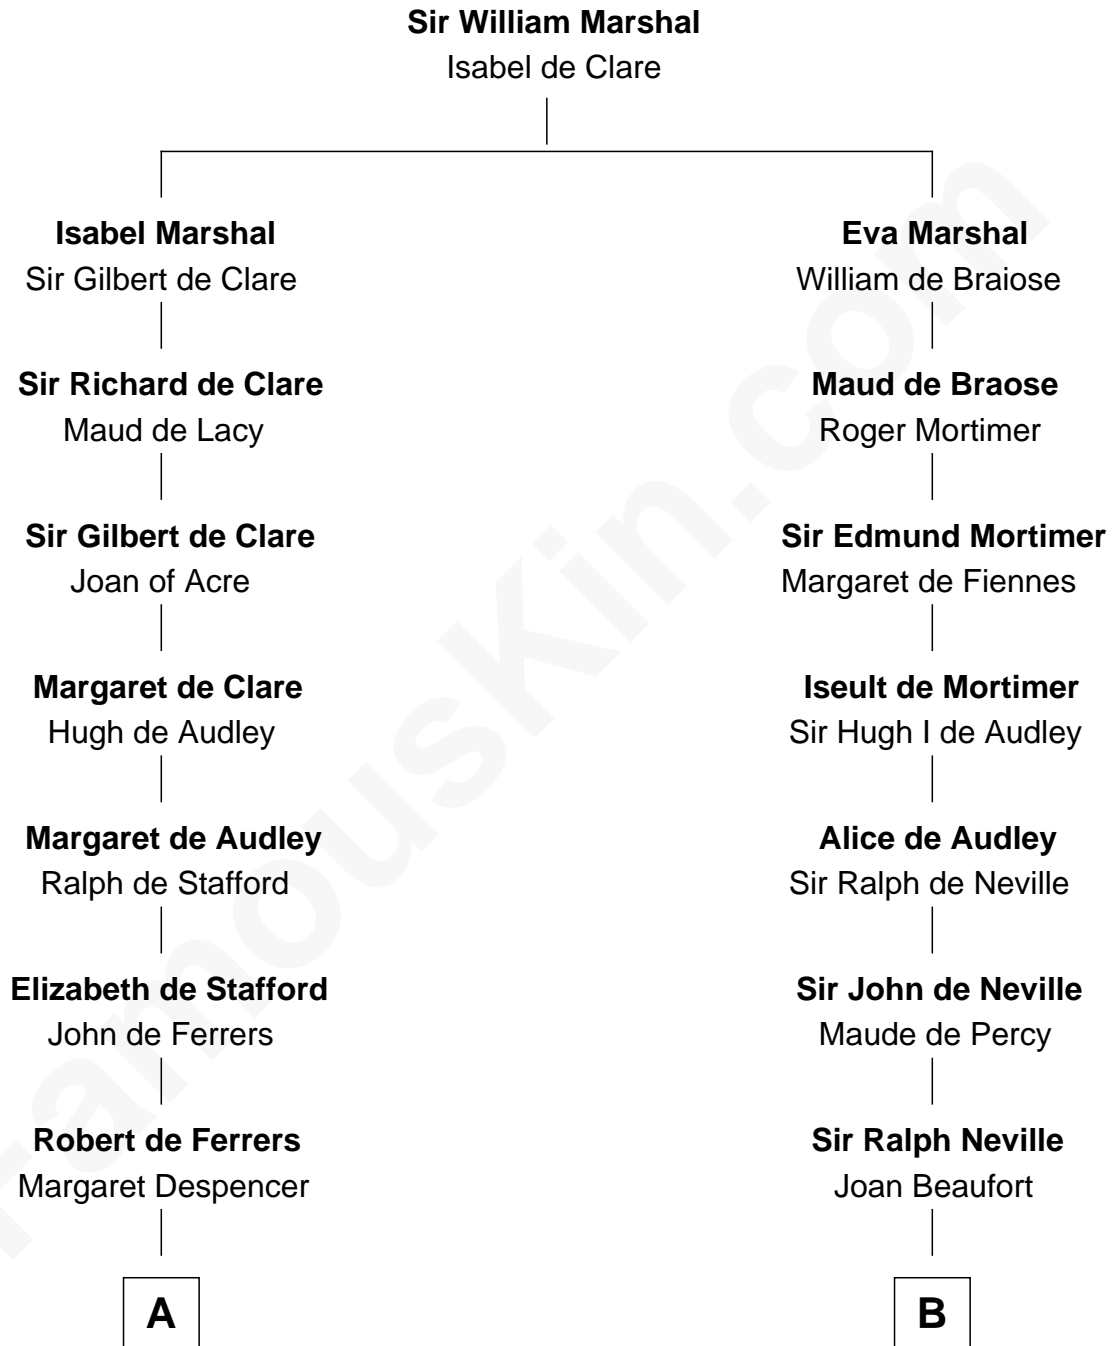 Sir William Marshal
Isabel de Clare
Isabel Marshal
Sir Gilbert de Clare
Eva Marshal
William de Braiose
Sir Richard de Clare
Maud de Lacy
Maud de Braose
Roger Mortimer
Sir Gilbert de Clare
Joan of Acre
Sir Edmund Mortimer
Margaret de Fiennes
Margaret de Clare
Hugh de Audley
Iseult de Mortimer
Sir Hugh I de Audley
Margaret de Audley
Ralph de Stafford
Alice de Audley
Sir Ralph de Neville
Elizabeth de Stafford
John de Ferrers
Sir John de Neville
Maude de Percy
Robert de Ferrers
Margaret Despencer
Sir Ralph Neville
Joan Beaufort
A
B
FamousKin.com